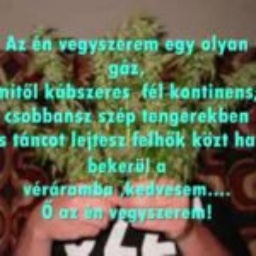 Az én vegyszerem egy olyan
gáz,
mitől kábszeres fél kontinens,
csobbansz szép tengerekben
s táncot lejtesz felhők közt ha
bekerül a
véráramba ,kedvesem....
Ő az én vegyszerem!